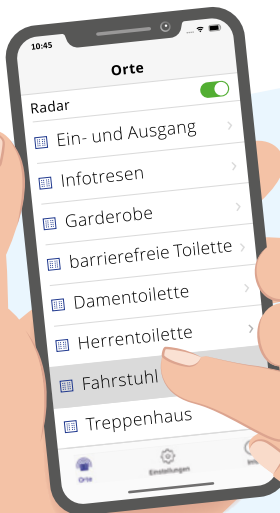 10:45
Orte
Radar
Ein- und Ausgang
Infotresen
Garderobe
barrierefreie Toilette
Damentoilette
Herrentoilette
Fahrstuhl
Treppenhaus
Orte
Einstellungen